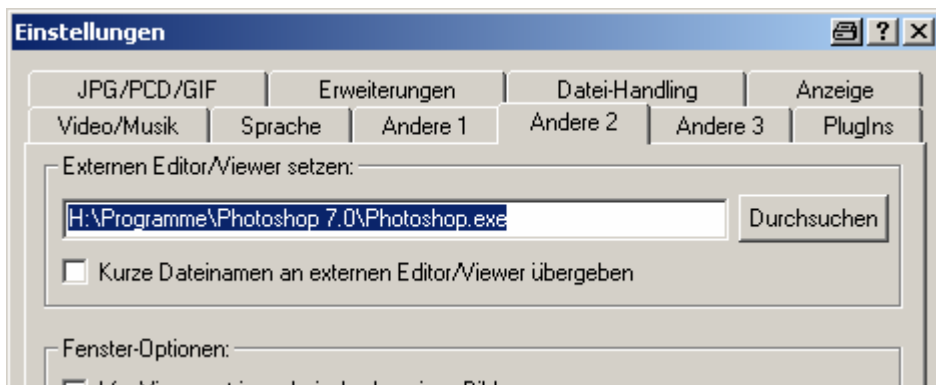 Einstellungen
JPG/PCD/GIF Erweiterungen Datei-Handling Anzeige
Video/Musik Sprache Andere 1 Andere 2 Andere 3 PlugIns
Externen Editor/Viewer setzen:
H:\Programme\Photoshop 7.0\Photoshop.exe Durchsuchen
Kurze Dateinamen an externen Editor/Viewer übergeben
Fenster-Optionen: